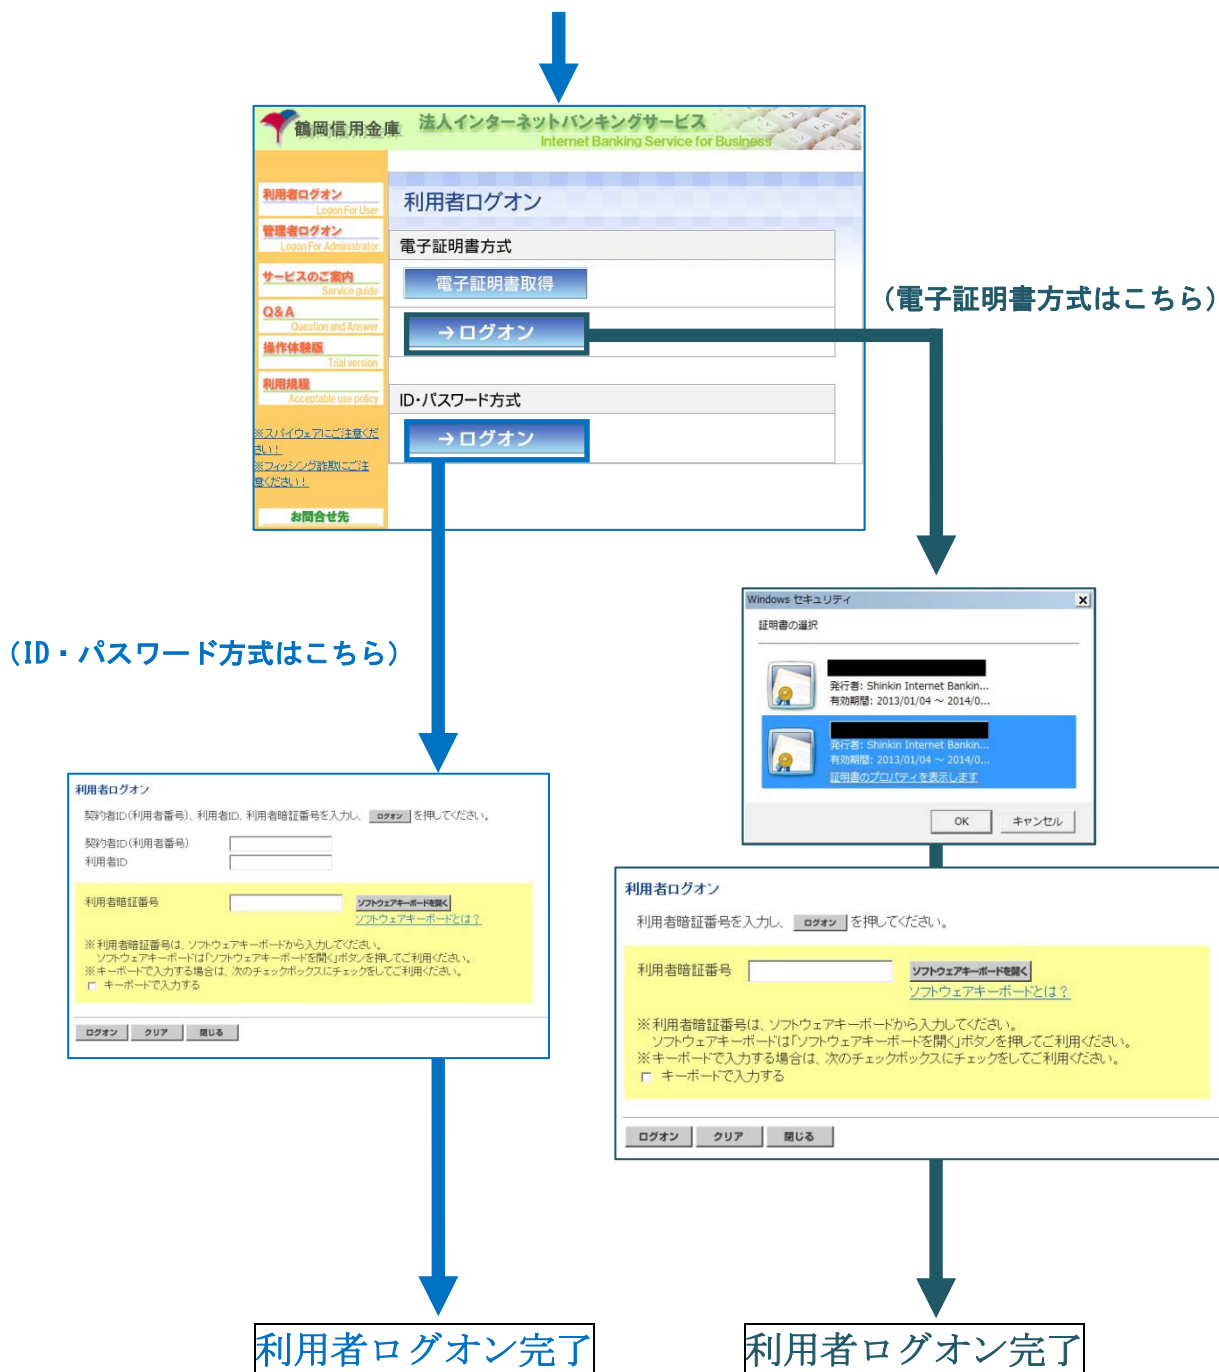 鶴岡信用金庫 法人インターネットバンキングサービス
Internet Banking Service for Business
利用者ログオン
Logon For User
管理者ログオン
Logon For Administrator
サービスのご案内
Service guide
Q&A
Question and Answer
操作体験版
Trial version
利用規程
Acceptable use policy
※スパイウェアにご注意くだ
さい！
※フィッシング詐欺にご注
意ください！
お問合せ先
利用者ログオン
電子証明書方式
電子証明書取得
→ログオン
ID・パスワード方式
→ログオン
（電子証明書方式はこちら）
（ID・パスワード方式はこちら）
Windows セキュリティ
証明書の選択
発行者: Shinkin Internet Bankin...
有効期間: 2013/01/04 ～ 2014/0...
発行者: Shinkin Internet Bankin...
有効期間: 2013/01/04 ～ 2014/0...
証明書のプロパティを表示します
OK キャンセル
利用者ログオン
契約者ID（利用者番号）、利用者ID、利用者暗証番号を入力し、 ログオン を押してください。
契約者ID（利用者番号）
利用者ID
利用者暗証番号 ソフトウェアキーボードを開く
ソフトウェアキーボードとは？
※利用者暗証番号は、ソフトウェアキーボードから入力してください。
ソフトウェアキーボードは「ソフトウェアキーボードを開く」ボタンを押してご利用ください。
※キーボードで入力する場合は、次のチェックボックスにチェックをしてご利用ください。
キーボードで入力する
ログオン クリア 閉じる
利用者ログオン
利用者暗証番号を入力し、 ログオン を押してください。
利用者暗証番号 ソフトウェアキーボードを開く
ソフトウェアキーボードとは？
※利用者暗証番号は、ソフトウェアキーボードから入力してください。
ソフトウェアキーボードは「ソフトウェアキーボードを開く」ボタンを押してご利用ください。
※キーボードで入力する場合は、次のチェックボックスにチェックをしてご利用ください。
キーボードで入力する
ログオン クリア 閉じる
利用者ログオン完了
利用者ログオン完了